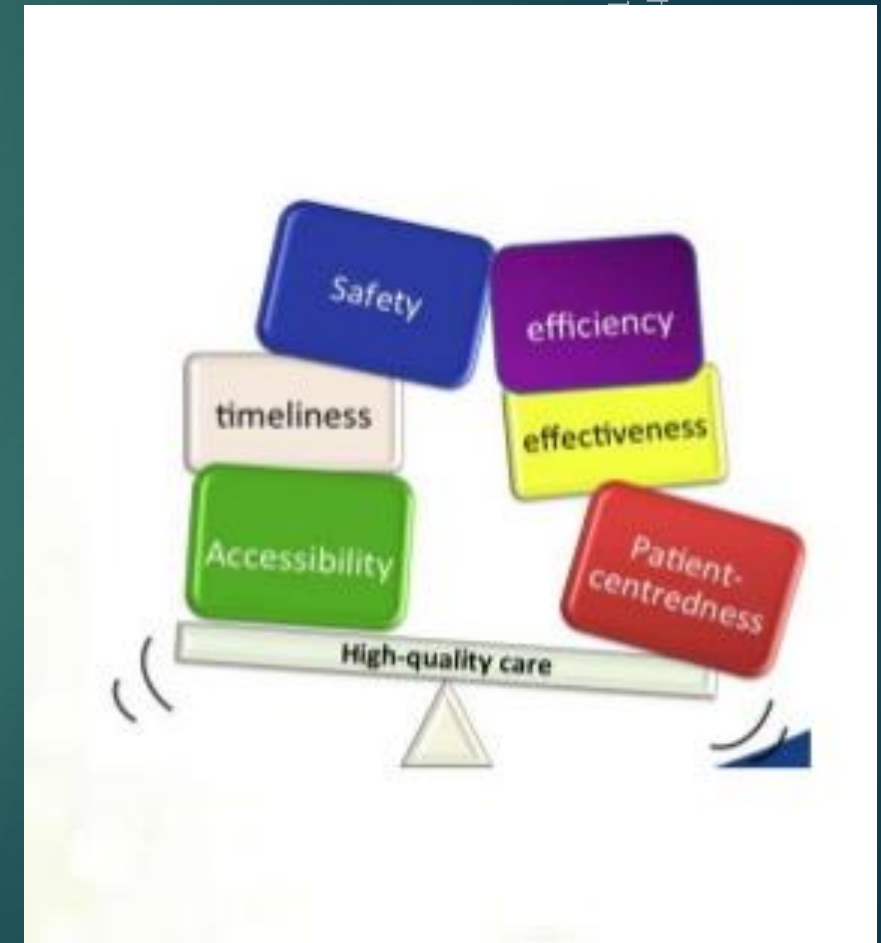 Safety
efficiency
timeliness
effectiveness
Accessibility
Patient-
centredness
High-quality care